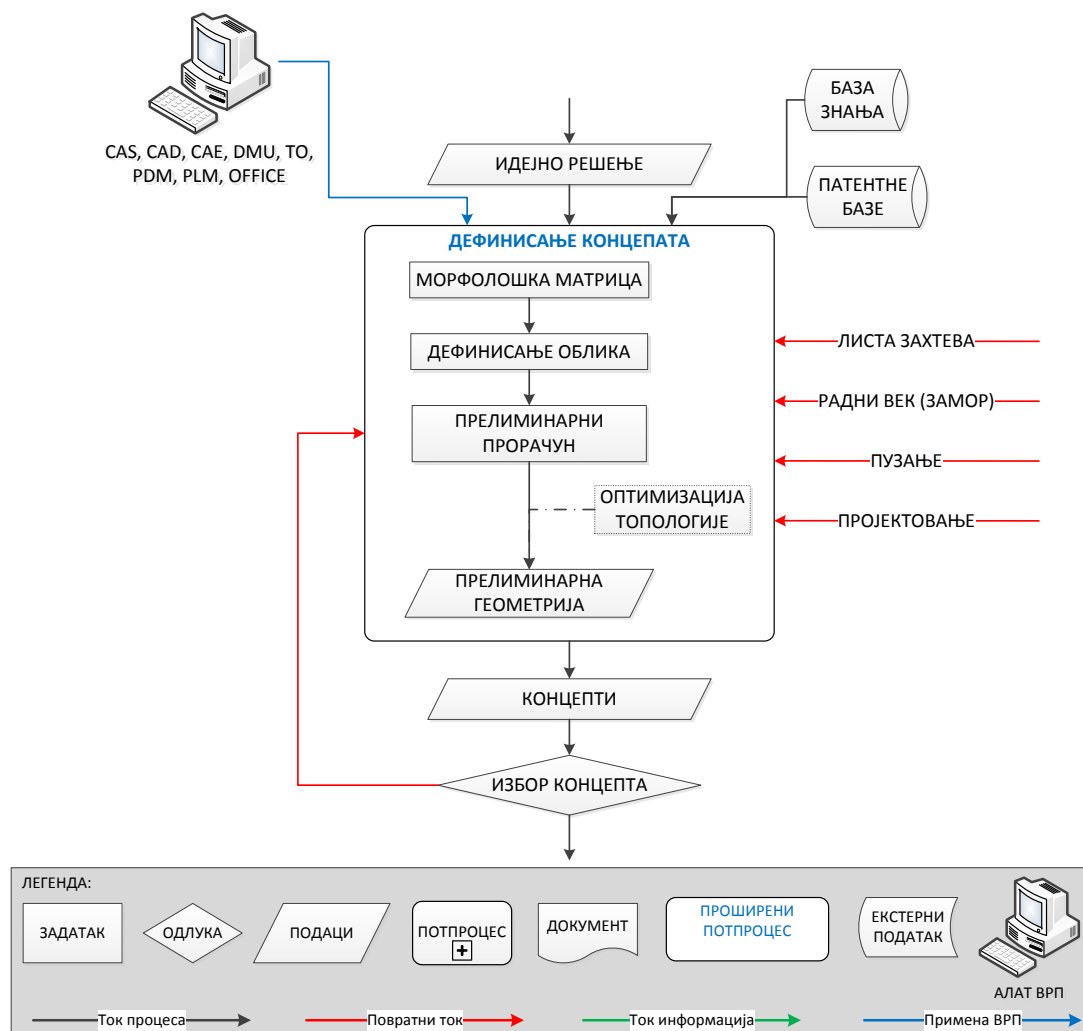 CAS, CAD, CAE, DMU, TO,
PDM, PLM, OFFICE
БАЗА
ЗНАЊА
ИДЕЈНО РЕШЕЊЕ
ПАТЕНТНЕ
БАЗЕ
ДЕФИНИСАЊЕ КОНЦЕПАТА
МОРФОЛОШКА МАТРИЦА
ДЕФИНИСАЊЕ ОБЛИКА
ЛИСТА ЗАХТЕВА
РАДНИ ВЕК (ЗАМОР)
ПРЕЛИМИНАРНИ
ПРОРАЧУН
ПУЗАЊЕ
ОПТИМИЗАЦИЈА
ТОПОЛОГИЈЕ
ПРОЈЕКТОВАЊЕ
ПРЕЛИМИНАРНА
ГЕОМЕТРИЈА
КОНЦЕПТИ
ИЗБОР КОНЦЕПТА
ЛЕГЕНДА:
ЗАДАТАК
ОДЛУКА
ПОДАЦИ
ПОТПРОЦЕС
ДОКУМЕНТ
ПРОШИРЕНИ
ПОТПРОЦЕС
ЕКСТЕРНИ
ПОДАТАК
АЛАТ ВРП
Ток процеса
Повратни ток
Ток информација
Примена ВРП